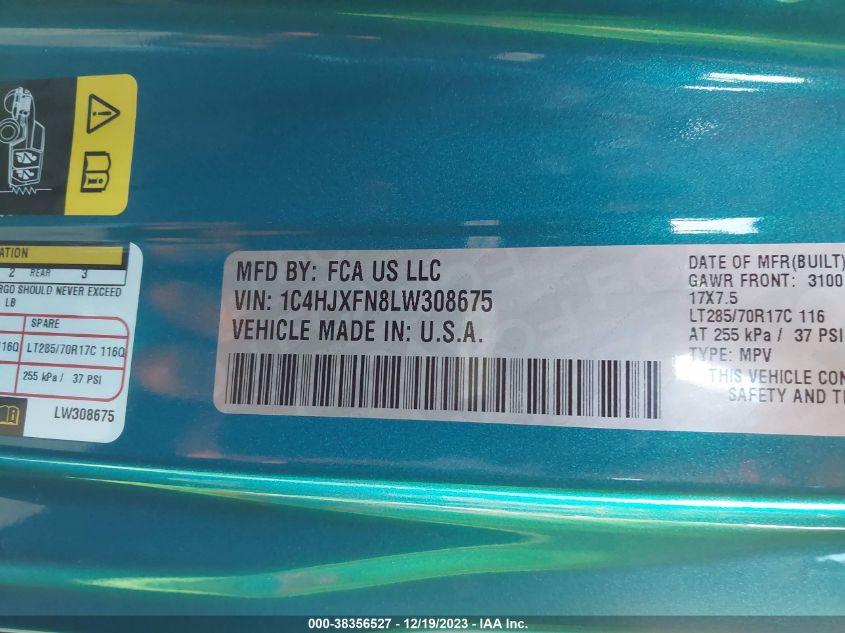 ATION
2 REAR 3
RGO SHOULD NEVER EXCEED
LB
SPARE
116Q LT285/70R17C 116Q
255 kPa / 37 PSI
LW308675
MFD BY: FCA US LLC
VIN: 1C4HJXFN8LW308675
VEHICLE MADE IN: U.S.A.
DATE OF MFR(BUILT)
GAWR FRONT: 3100
17X7.5
LT285/70R17C 116
AT 255 kPa / 37 PSI
TYPE: MPV
THIS VEHICLE CON
SAFETY AND TH
000-38356527 - 12/19/2023 - IAA Inc.